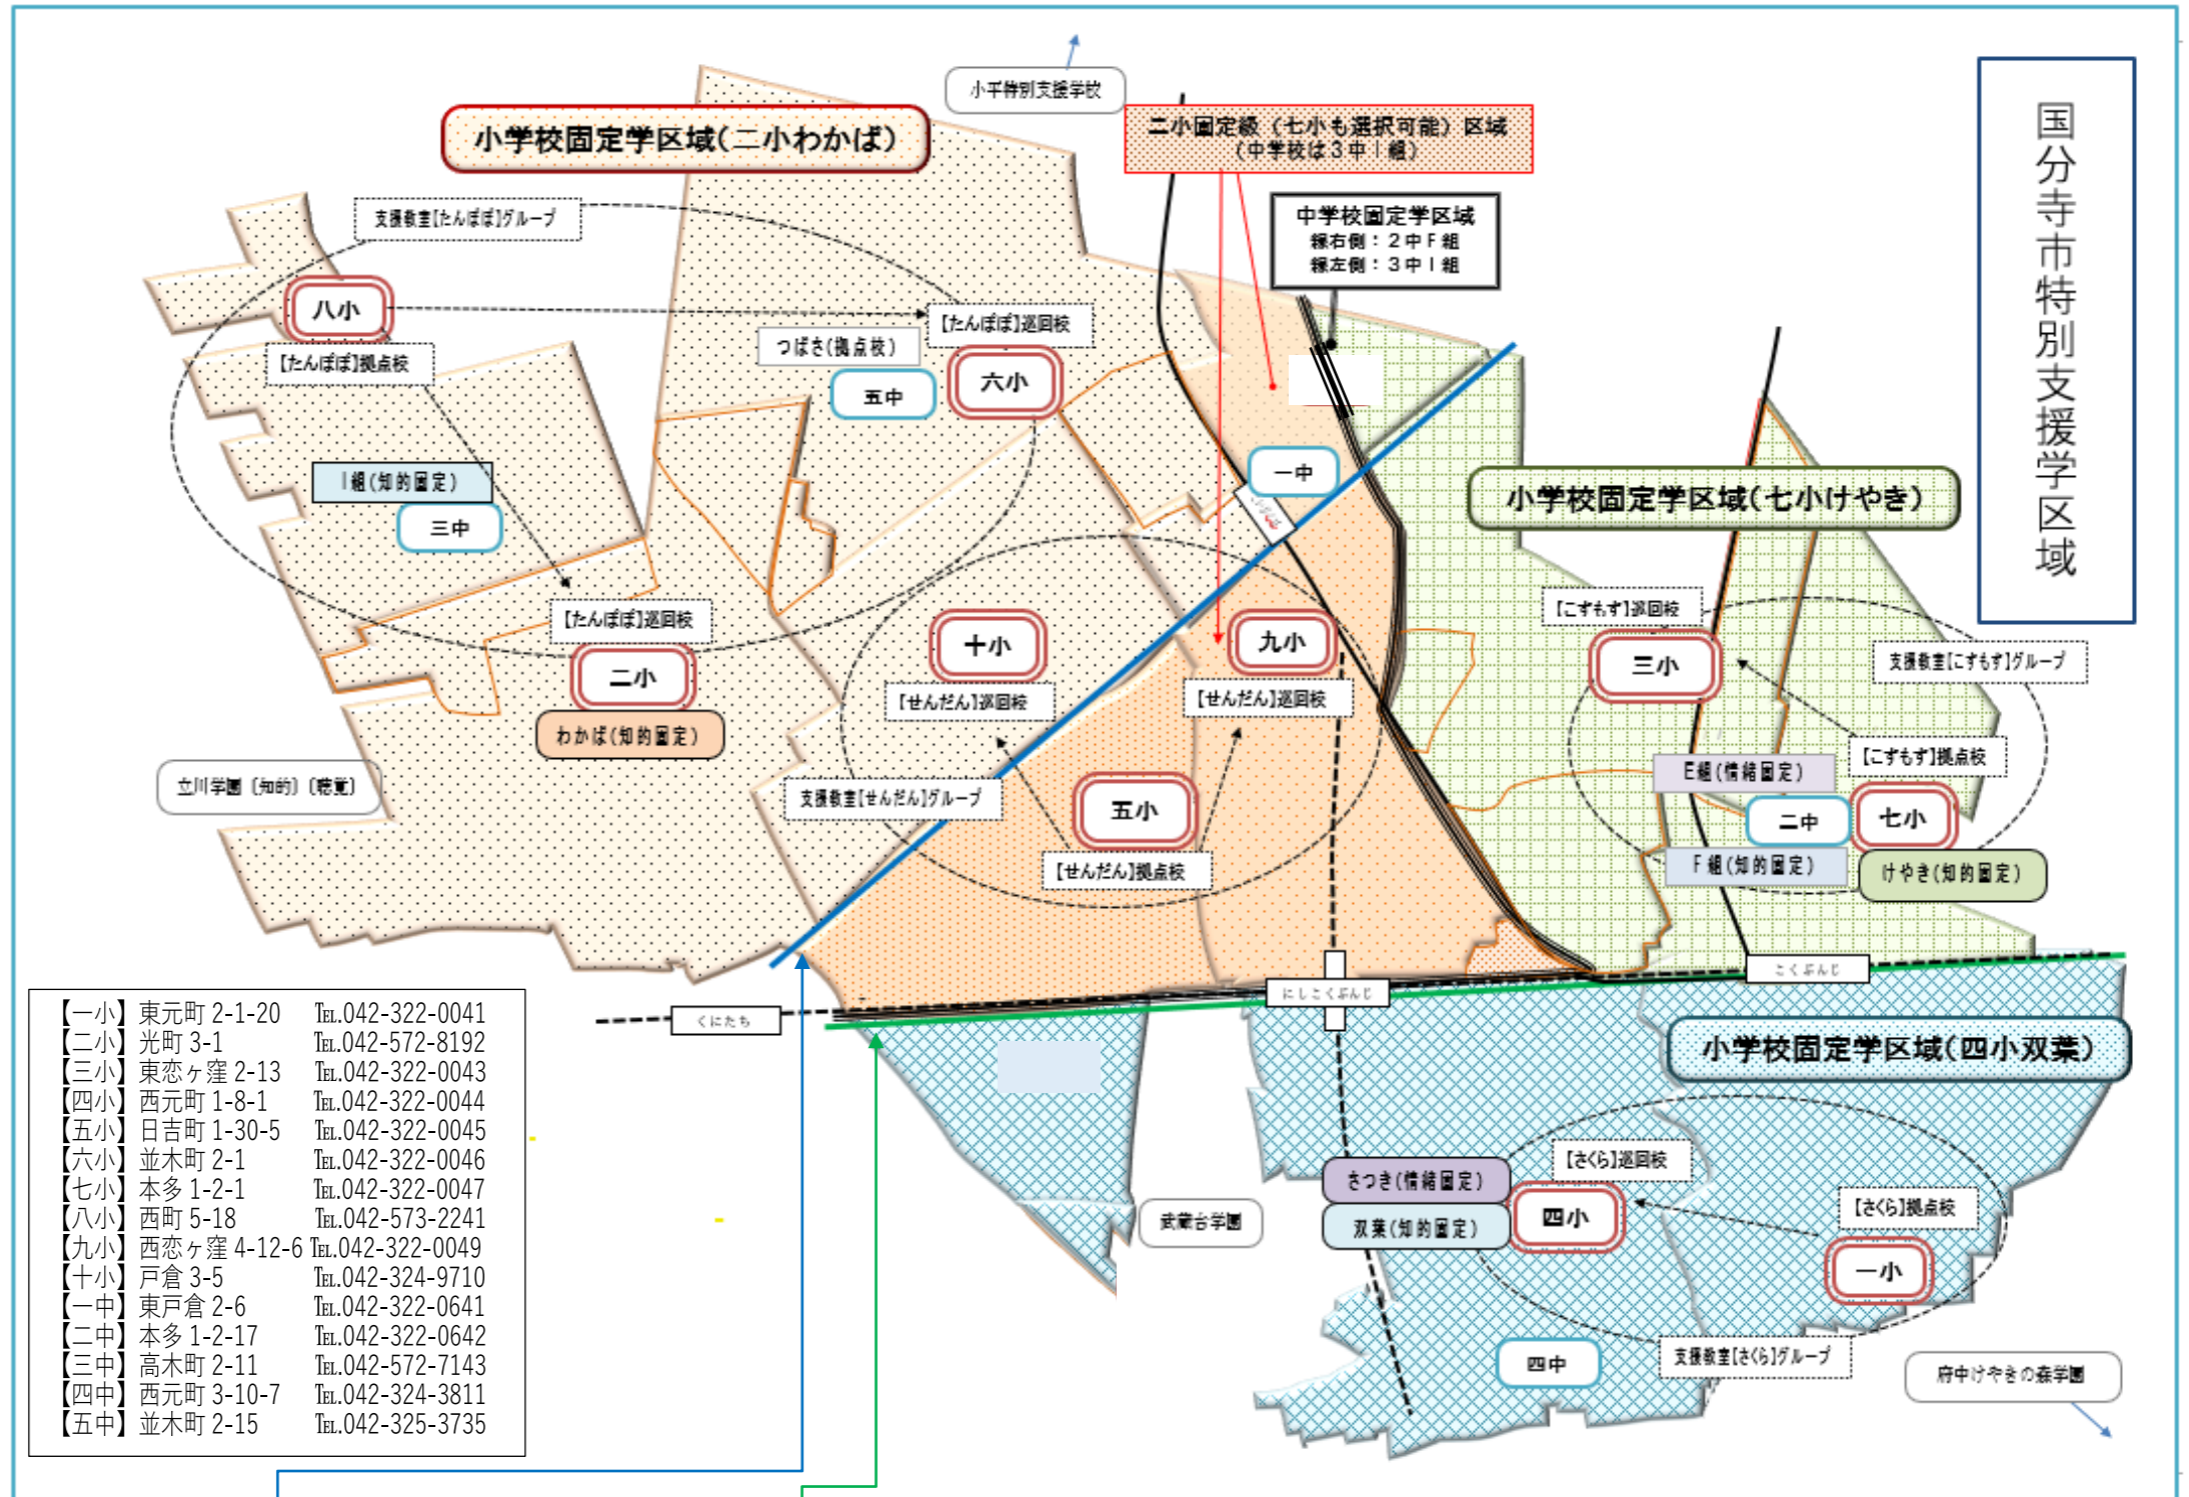 国分寺市特別支援学区域
小平特別支援学校
小学校固定学区域(二小わかば)
二小固定級(七小も選択可能)区域
(中学校は3中I組)
支援教室【たんぽぽ】グループ
中学校固定学区域
線右側:2中F組
線左側:3中I組
八小
【たんぽぽ】拠点校
【たんぽぽ】巡回校
つばさ(拠点校)
五中
六小
一中
I組(知的固定)
三中
小学校固定学区域(七小けやき)
【たんぽぽ】巡回校
二小
わかば(知的固定)
十小
【せんだん】巡回校
九小
【せんだん】巡回校
【こすもす】巡回校
三小
支援教室【こすもす】グループ
立川学園〔知的〕〔聴覚〕
支援教室【せんだん】グループ
五小
【せんだん】拠点校
E組(情緒固定)
【こすもす】拠点校
二中
七小
F組(知的固定)
けやき(知的固定)
こくぶんじ
にしこくぶんじ
くにたち
小学校固定学区域(四小双葉)
【一小】東元町 2-1-20 ℡.042-322-0041
【二小】光町 3-1 ℡.042-572-8192
【三小】東恋ヶ窪 2-13 ℡.042-322-0043
【四小】西元町 1-8-1 ℡.042-322-0044
【五小】日吉町 1-30-5 ℡.042-322-0045
【六小】並木町 2-1 ℡.042-322-0046
【七小】本多 1-2-1 ℡.042-322-0047
【八小】西町 5-18 ℡.042-573-2241
【九小】西恋ヶ窪 4-12-6 ℡.042-322-0049
【十小】戸倉 3-5 ℡.042-324-9710
【一中】東戸倉 2-6 ℡.042-322-0641
【二中】本多 1-2-17 ℡.042-322-0642
【三中】高木町 2-11 ℡.042-572-7143
【四中】西元町 3-10-7 ℡.042-324-3811
【五中】並木町 2-15 ℡.042-325-3735
武蔵台学園
さつき(情緒固定)
双葉(知的固定)
【さくら】巡回校
四小
【さくら】拠点校
一小
四中
支援教室【さくら】グループ
府中けやきの森学園